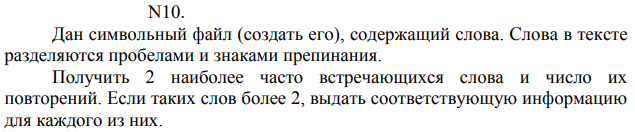 N10.
Дан символьный файл (создать его), содержащий слова. Слова в тексте
разделяются пробелами и знаками препинания.
Получить 2 наиболее часто встречающихся слова и число их
повторений. Если таких слов более 2, выдать соответствующую информацию
для каждого из них.